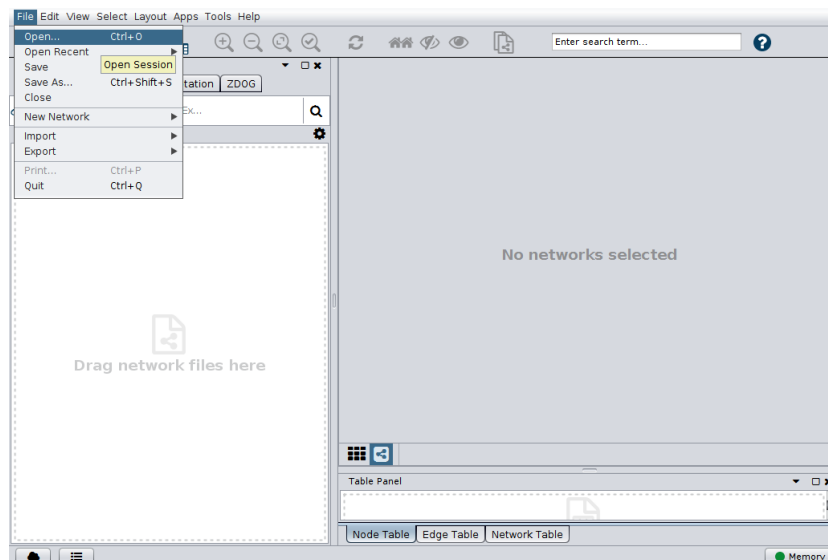 File Edit View Select Layout Apps Tools Help
Open... Ctrl+O
Open Recent
Save
Open Session
Save As... Ctrl+Shift+S
Close
New Network
Import
Export
Print... Ctrl+P
Quit Ctrl+Q
Enter search term...
tation ZDOG
Ex...
No networks selected
Drag network files here
Table Panel
Node Table Edge Table Network Table
Memory